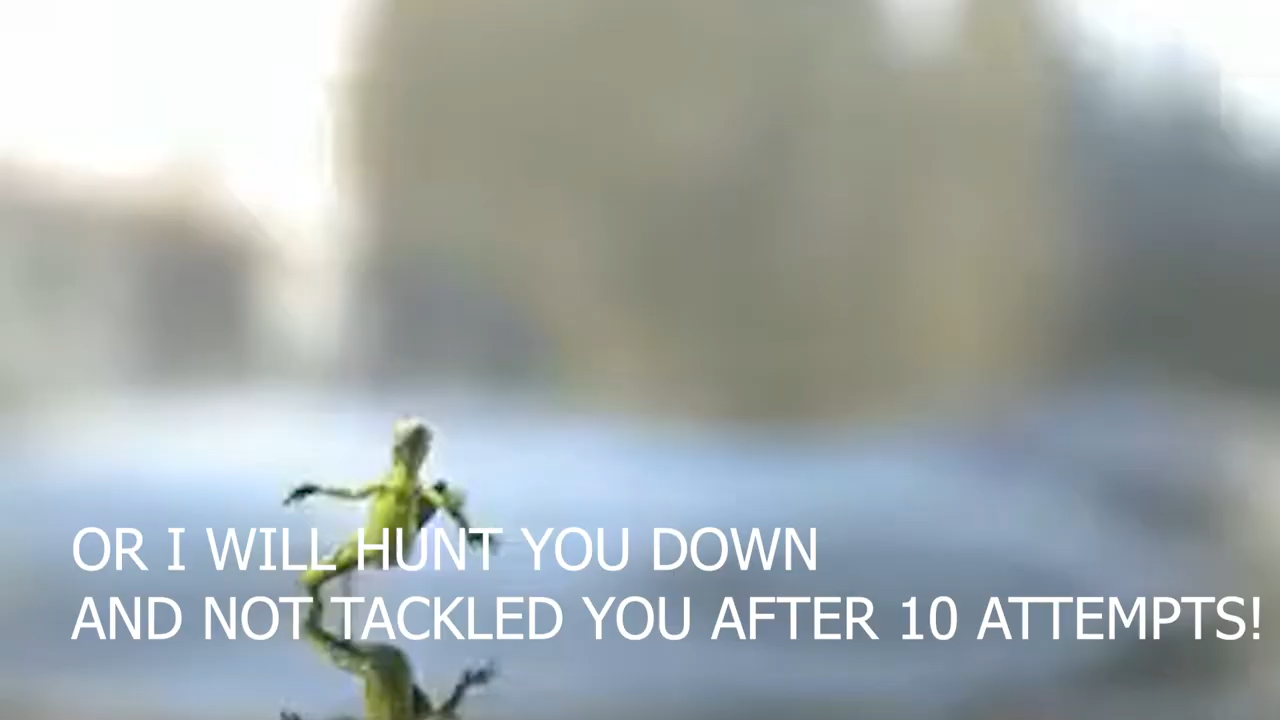 OR I WILL HUNT YOU DOWN
AND NOT TACKLED YOU AFTER 10 ATTEMPTS!